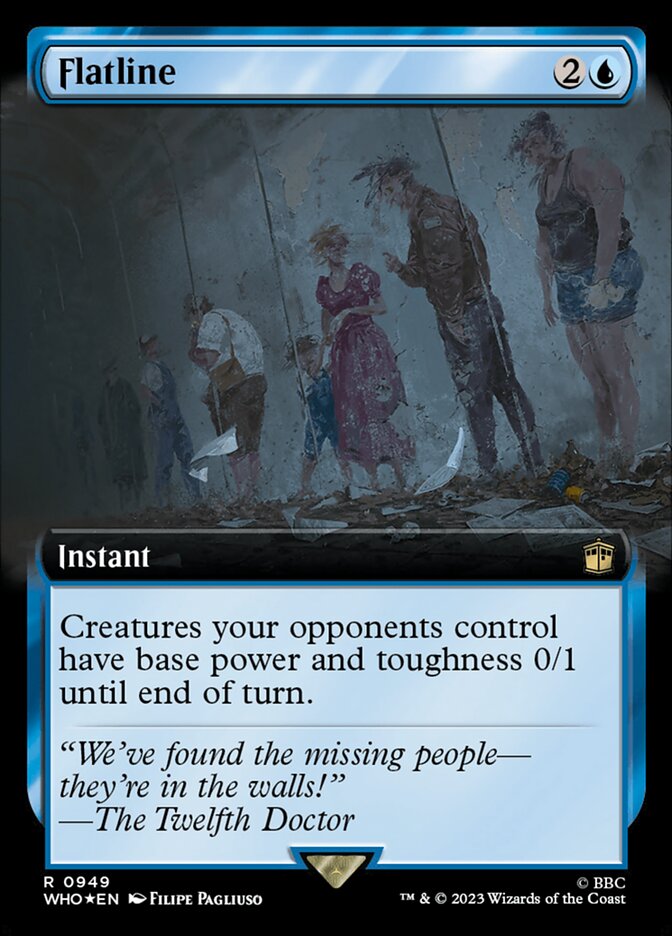 Flatline 2
Instant
Creatures your opponents control
have base power and toughness 0/1
until end of turn.
“We’ve found the missing people—
they’re in the walls!”
—The Twelfth Doctor
R 0949
WHO★EN Filipe Pagliuso
© BBC
™ & © 2023 Wizards of the Coast